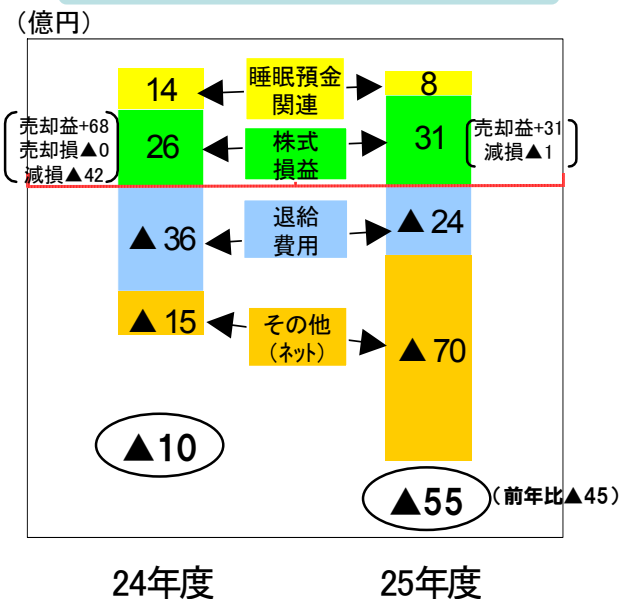 (億円)
14
睡眠預金
関連
8
売却益+68
売却損▲0
減損▲42
26
株式
損益
31
売却益+31
減損▲1
▲36
退給
費用
▲24
▲15
その他
(ネット)
▲70
▲10
▲55
(前年比▲45)
24年度
25年度